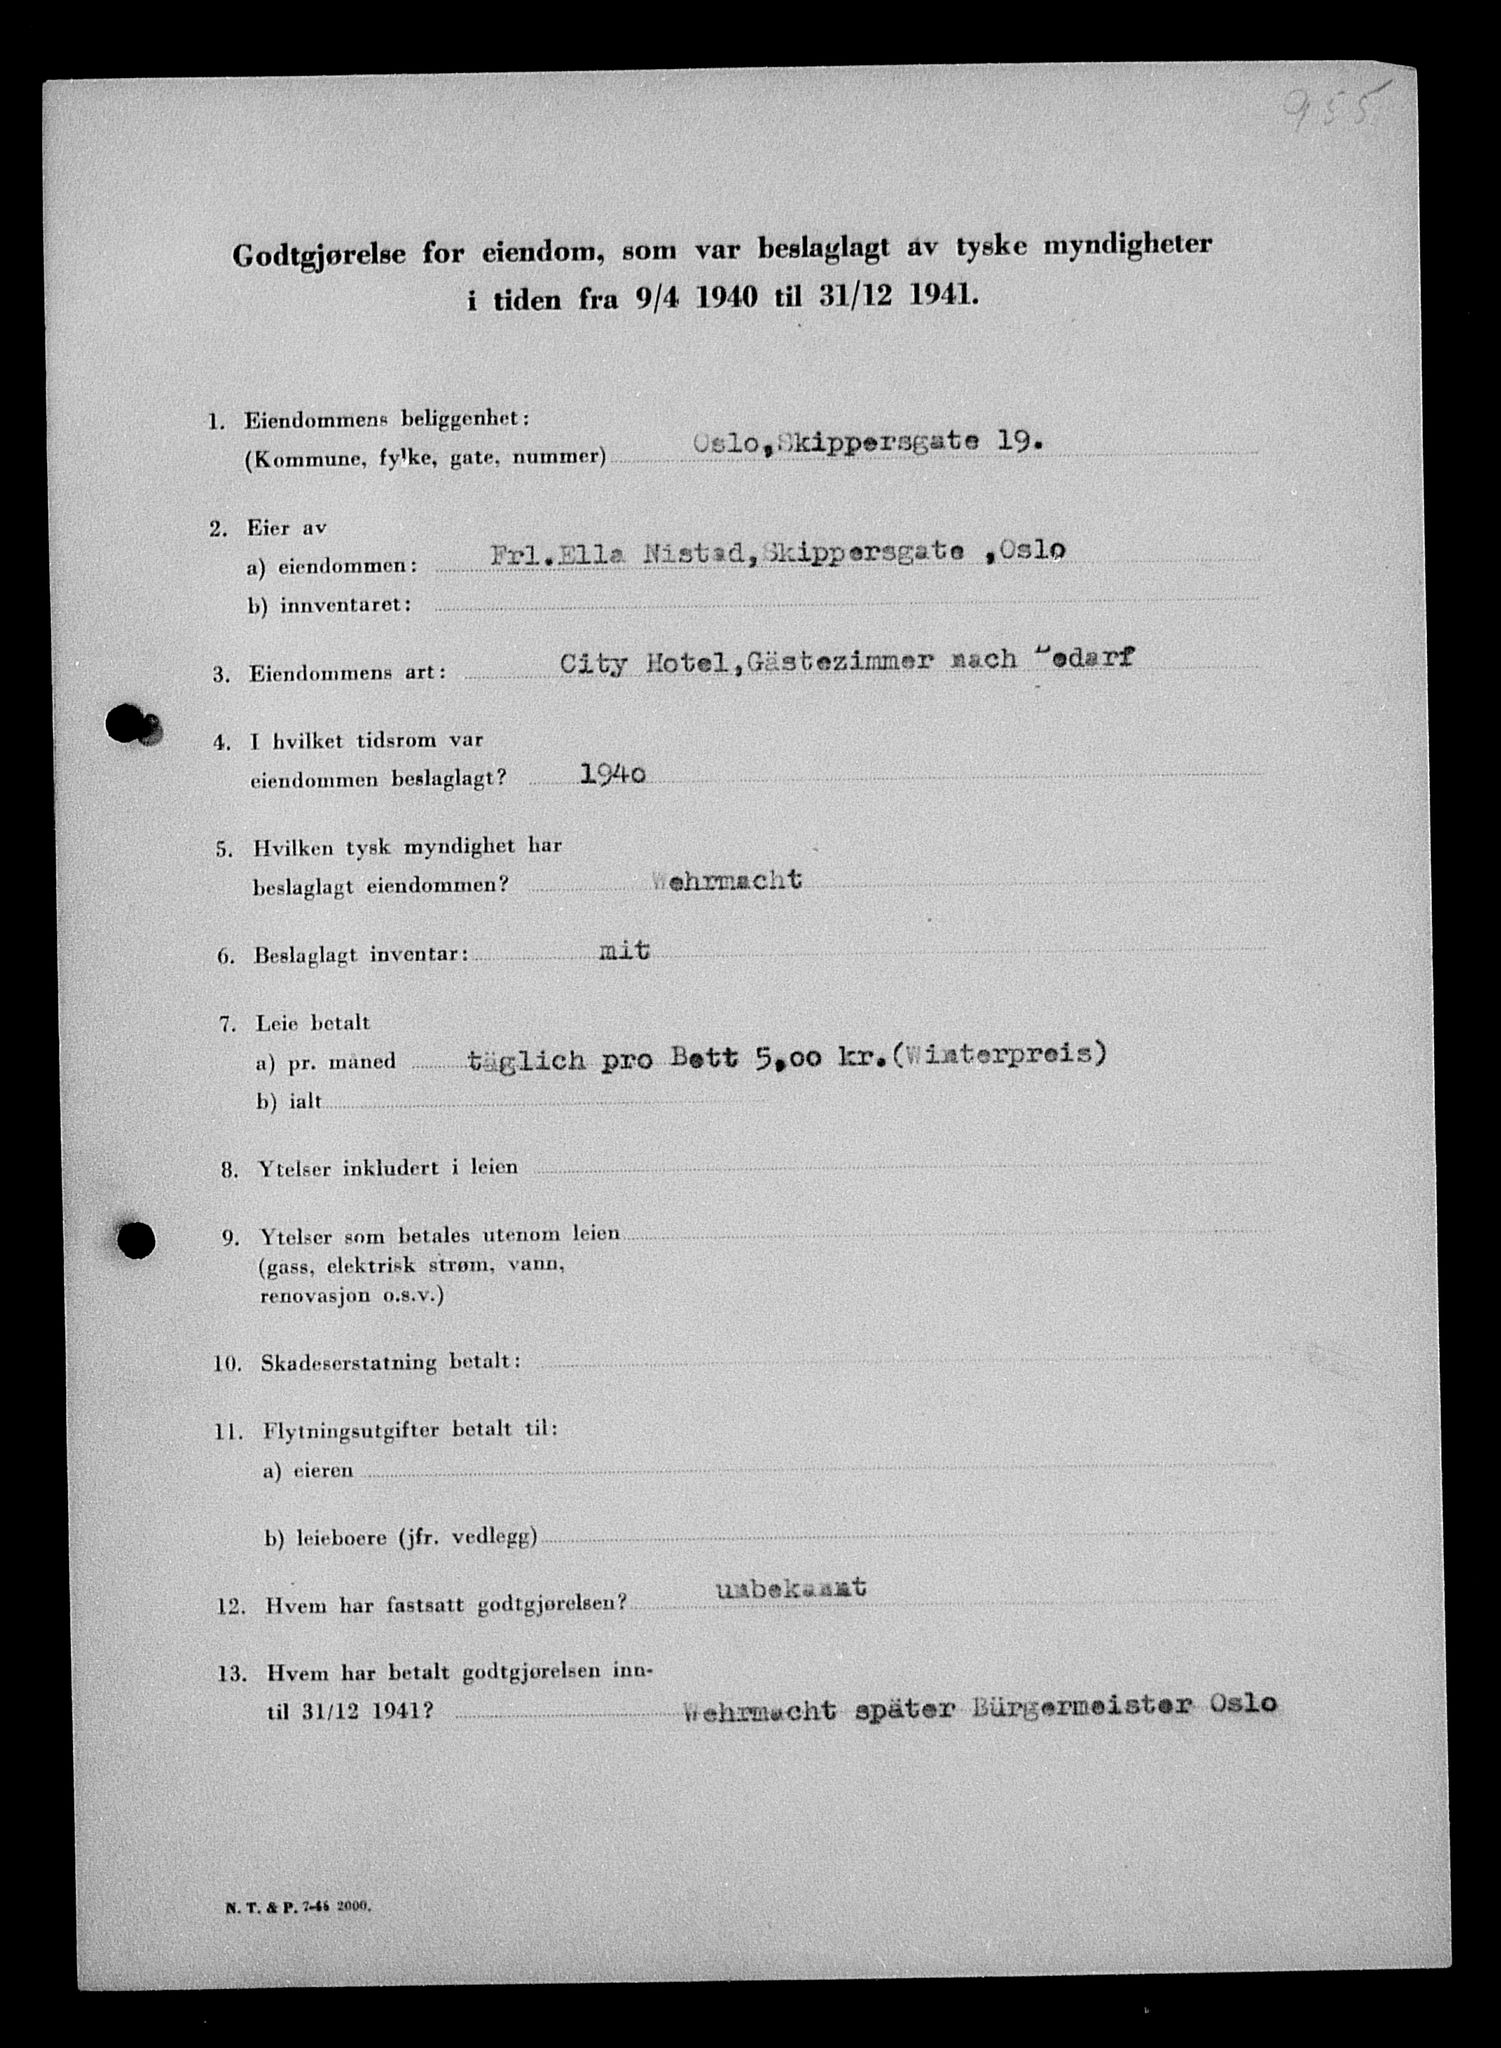 955
Godtgjørelse for eiendom, som var beslaglagt av tyske myndigheter
i tiden fra 9/4 1940 til 31/12 1941.
1. Eiendommens beliggenhet:
(Kommune, fylke, gate, nummer) Oslo,Skippersgate 19.
2. Eier av
a) eiendommen: Frl.Ella Nistad,Skippersgate ,Oslo
b) innventaret:
3. Eiendommens art: City Hotel,Gästezimmer nach Bedarf
4. I hvilket tidsrom var
eiendommen beslaglagt? 1940
5. Hvilken tysk myndighet har
beslaglagt eiendommen? Wehrmacht
6. Beslaglagt inventar: mit
7. Leie betalt
a) pr. måned täglich pro Bett 5,00 kr.(Winterpreis)
b) ialt
8. Ytelser inkludert i leien
9. Ytelser som betales utenom leien
(gass, elektrisk strøm, vann,
renovasjon o.s.v.)
10. Skadeserstatning betalt:
11. Flytningsutgifter betalt til:
a) eieren
b) leieboere (jfr. vedlegg)
12. Hvem har fastsatt godtgjørelsen? unbekannt
13. Hvem har betalt godtgjørelsen inn-
til 31/12 1941? Wehrmacht später Bürgermeister Oslo
N. T. & P. 7-46 2000.